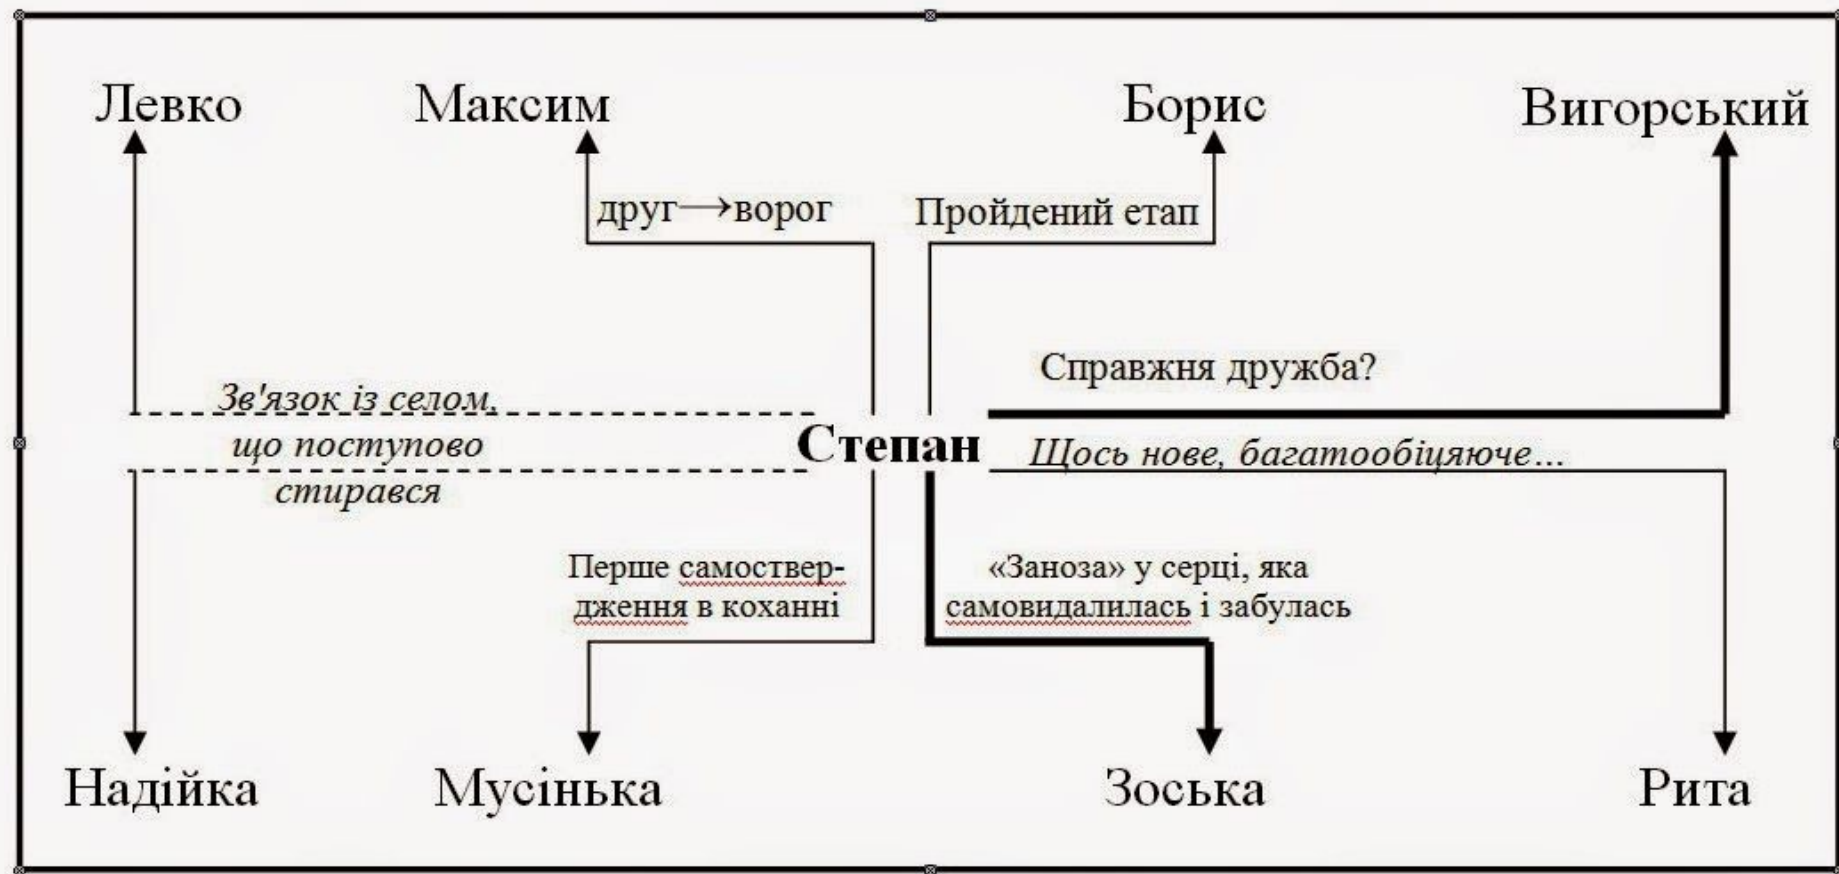 Левко
Максим
Борис
Вигорський
друг→ворог
Пройдений етап
Справжня дружба?
Зв'язок із селом,
що поступово
стирався
Степан
Щось нове, багатообіцяюче...
Перше самоствер-
дження в коханні
«Заноза» у серці, яка
самовидалилась і забулась
Надійка
Мусінька
Зоська
Рита